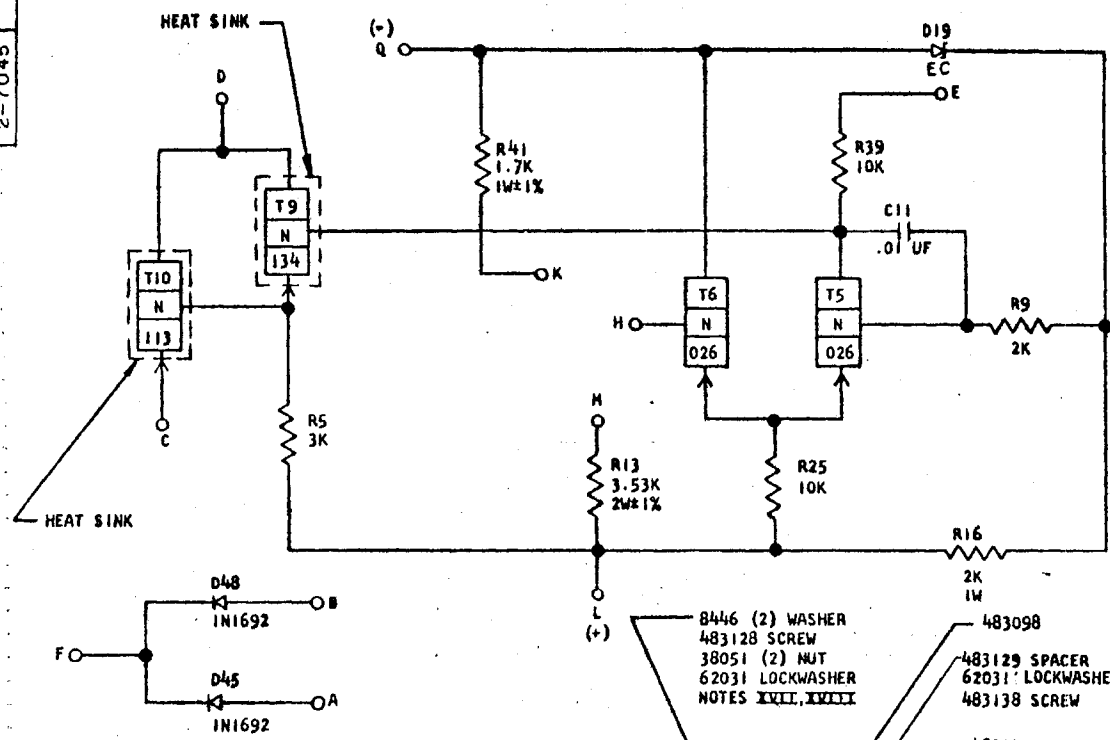 2-7045
HEAT SINK
(-)
Q
D19
EC
D
E
R41
1.7K
1W±1%
R39
10K
T9
N
134
C11
.01 UF
K
T10
N
113
T6
N
026
T5
N
026
H
R9
2K
C
R5
3K
M
R13
3.53K
2W±1%
R25
10K
HEAT SINK
R16
2K
1W
D48
1N1692
B
L
(+)
8446 (2) WASHER
483128 SCREW
38051 (2) NUT
62031 LOCKWASHER
NOTES XVII, XVIII
483098
483129 SPACER
62031 LOCKWASHE
483138 SCREW
F
D45
1N1692
A